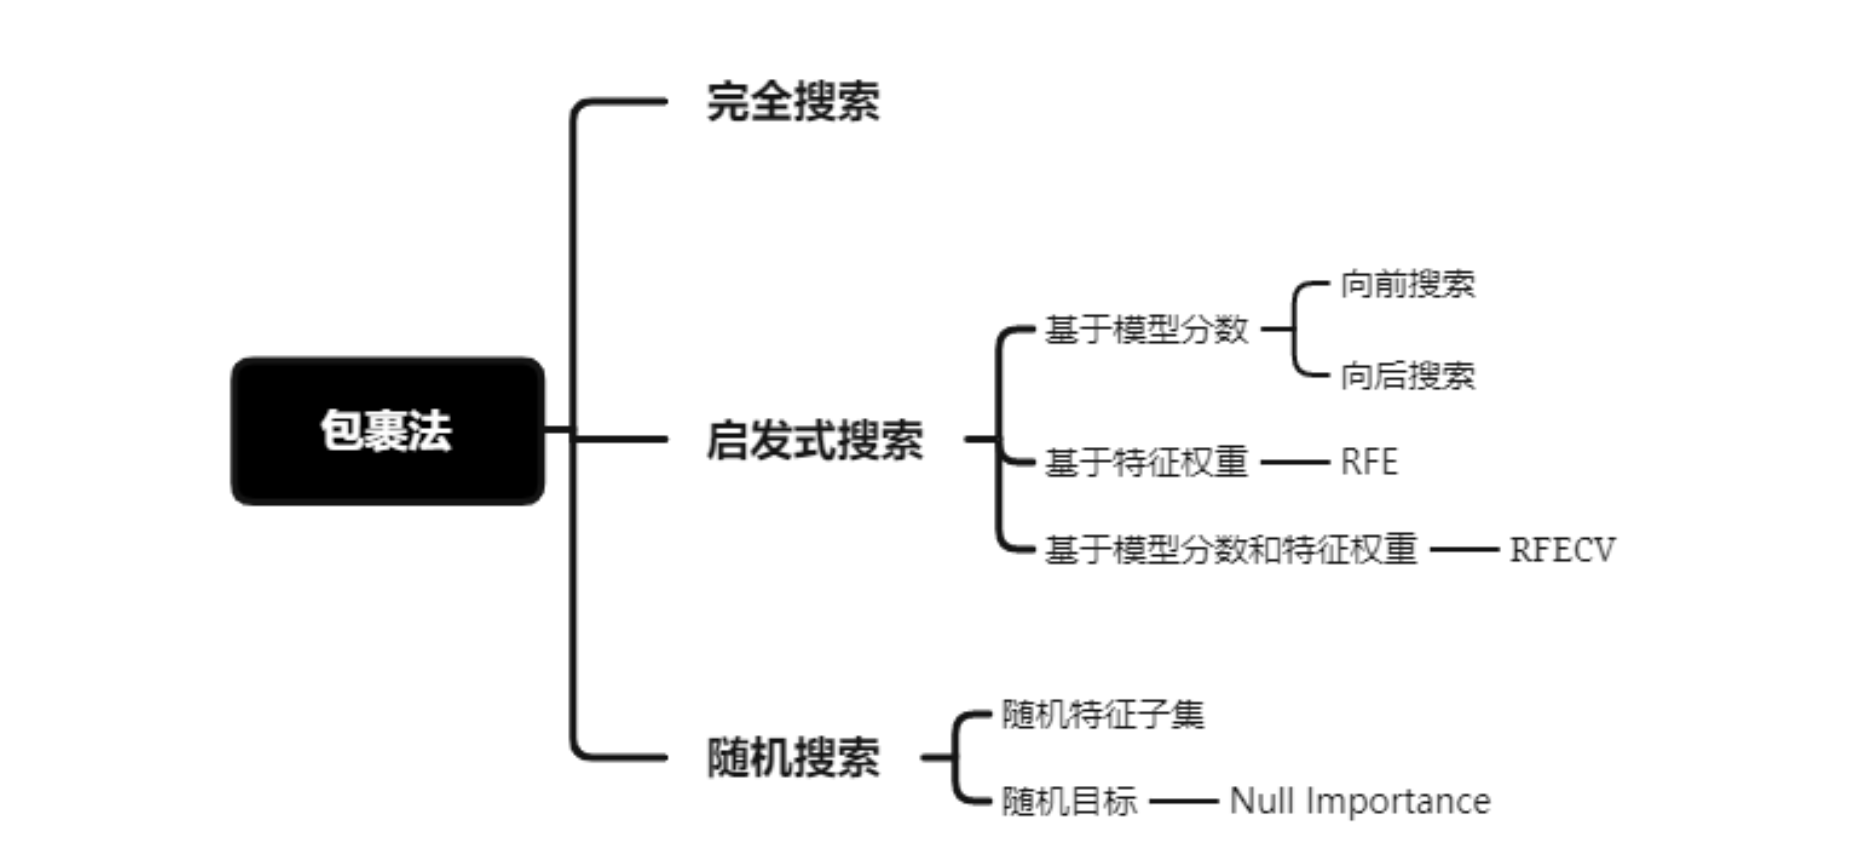 包裹法
完全搜索
启发式搜索
基于模型分数
向前搜索
向后搜索
基于特征权重
RFE
基于模型分数和特征权重
RFECV
随机搜索
随机特征子集
随机目标
Null Importance